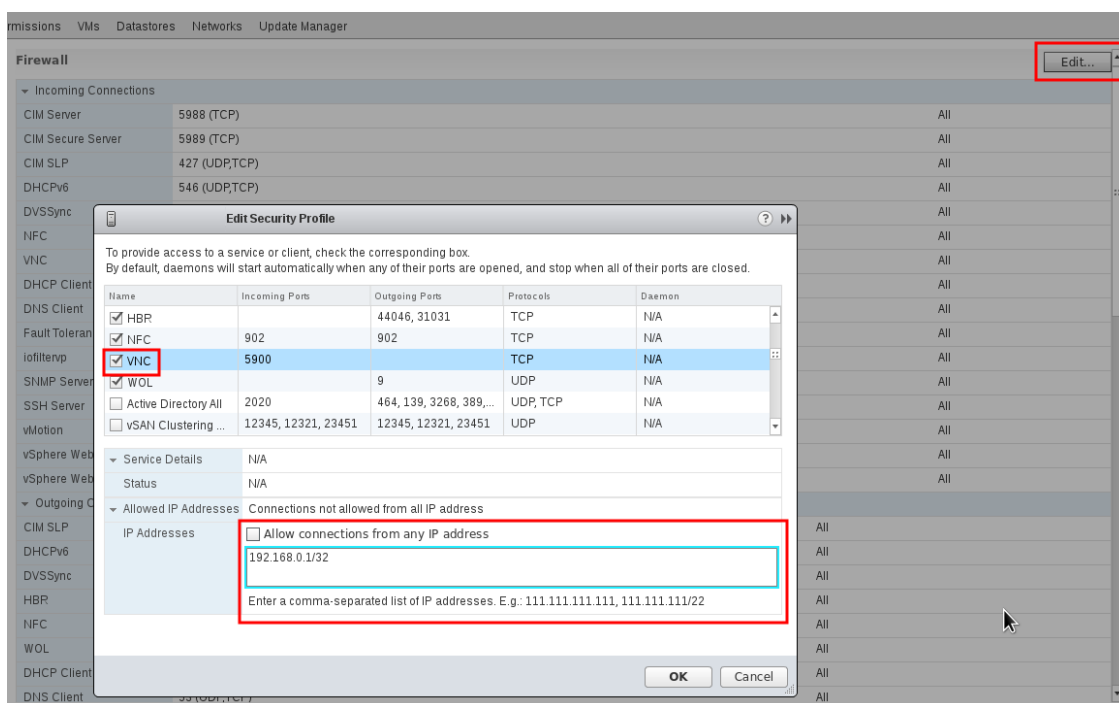 rmissions VMs Datastores Networks Update Manager
Firewall
Edit...
Incoming Connections
CIM Server 5988 (TCP) All
CIM Secure Server 5989 (TCP) All
CIM SLP 427 (UDP,TCP) All
DHCPv6 546 (UDP,TCP) All
DVSSync All
NFC All
VNC All
DHCP Client All
DNS Client All
Fault Toleran All
iofiltervp All
SNMP Server All
SSH Server All
vMotion All
vSphere Web All
vSphere Web All
Outgoing C
CIM SLP All
DHCPv6 All
DVSSync All
HBR All
NFC All
WOL All
DHCP Client All
DNS Client 53 (UDP,TCP) All
Edit Security Profile ?
To provide access to a service or client, check the corresponding box.
By default, daemons will start automatically when any of their ports are opened, and stop when all of their ports are closed.
Name Incoming Ports Outgoing Ports Protocols Daemon
HBR 44046, 31031 TCP N/A
NFC 902 902 TCP N/A
VNC 5900 TCP N/A
WOL 9 UDP N/A
Active Directory All 2020 464, 139, 3268, 389,... UDP, TCP N/A
vSAN Clustering ... 12345, 12321, 23451 12345, 12321, 23451 UDP N/A
Service Details N/A
Status N/A
Allowed IP Addresses Connections not allowed from all IP address
IP Addresses Allow connections from any IP address
192.168.0.1/32
Enter a comma-separated list of IP addresses. E.g.: 111.111.111.111, 111.111.111/22
OK Cancel